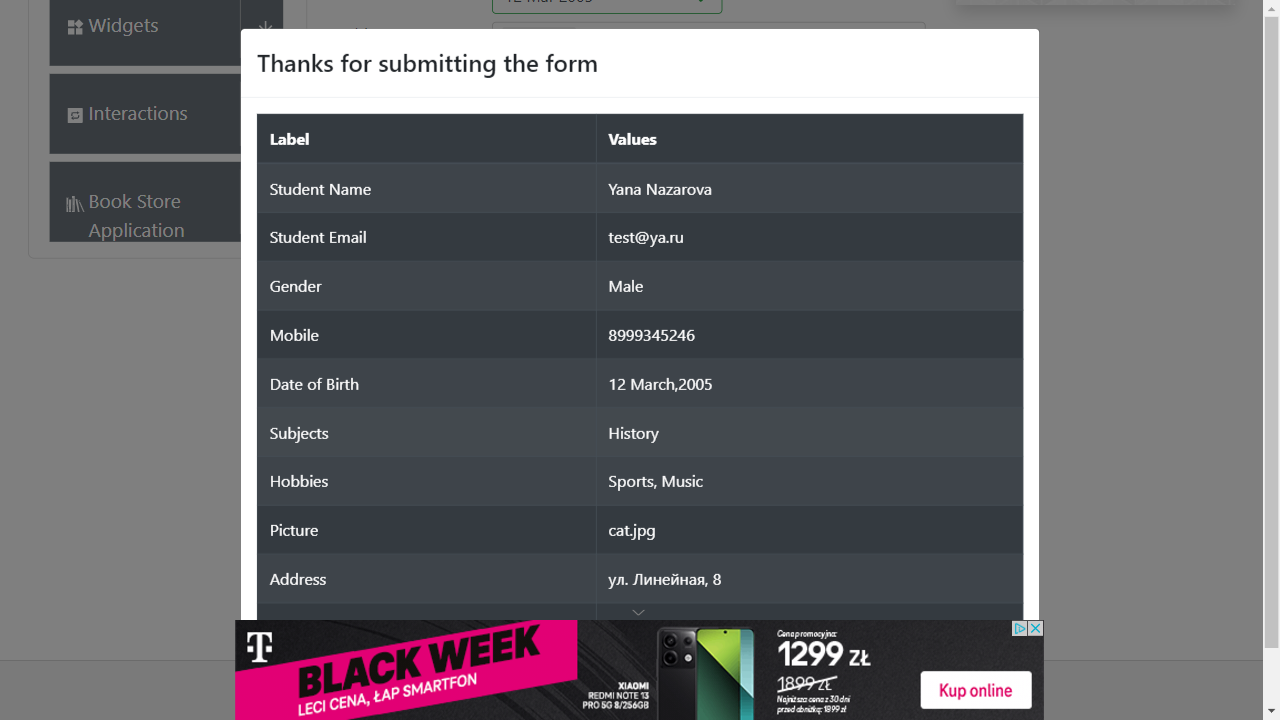 Widgets
Interactions
Book Store
Application
Thanks for submitting the form
Label Values
Student Name Yana Nazarova
Student Email test@ya.ru
Gender Male
Mobile 8999345246
Date of Birth 12 March,2005
Subjects History
Hobbies Sports, Music
Picture cat.jpg
Address ул. Линейная, 8
T
BLACK WEEK
LECI CENA, ŁAP SMARTFON
XIAOMI
REDMI NOTE 13
PRO 5G 8/256GB
Cena promocyjna:
1299 ZŁ
1899 ZŁ
Najniższa cena z 30 dni
przed obniżką: 1899 zł
Kup online